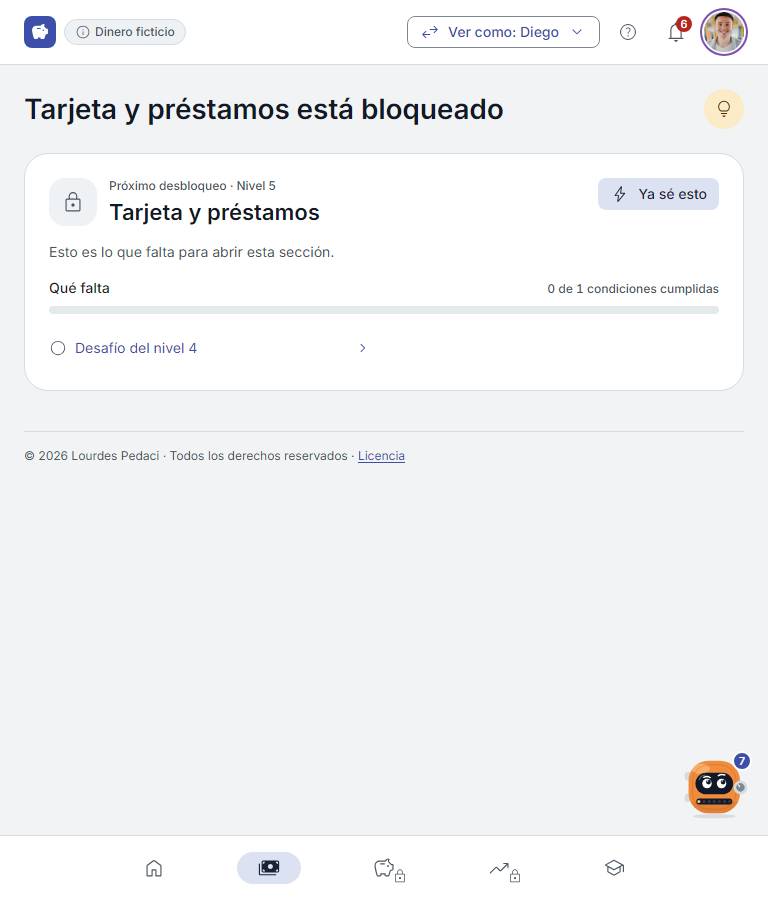 Dinero ficticio
Ver como: Diego
6
Tarjeta y préstamos está bloqueado
Próximo desbloqueo · Nivel 5
Tarjeta y préstamos
Ya sé esto
Esto es lo que falta para abrir esta sección.
Qué falta
0 de 1 condiciones cumplidas
Desafío del nivel 4
© 2026 Lourdes Pedaci · Todos los derechos reservados · Licencia
7